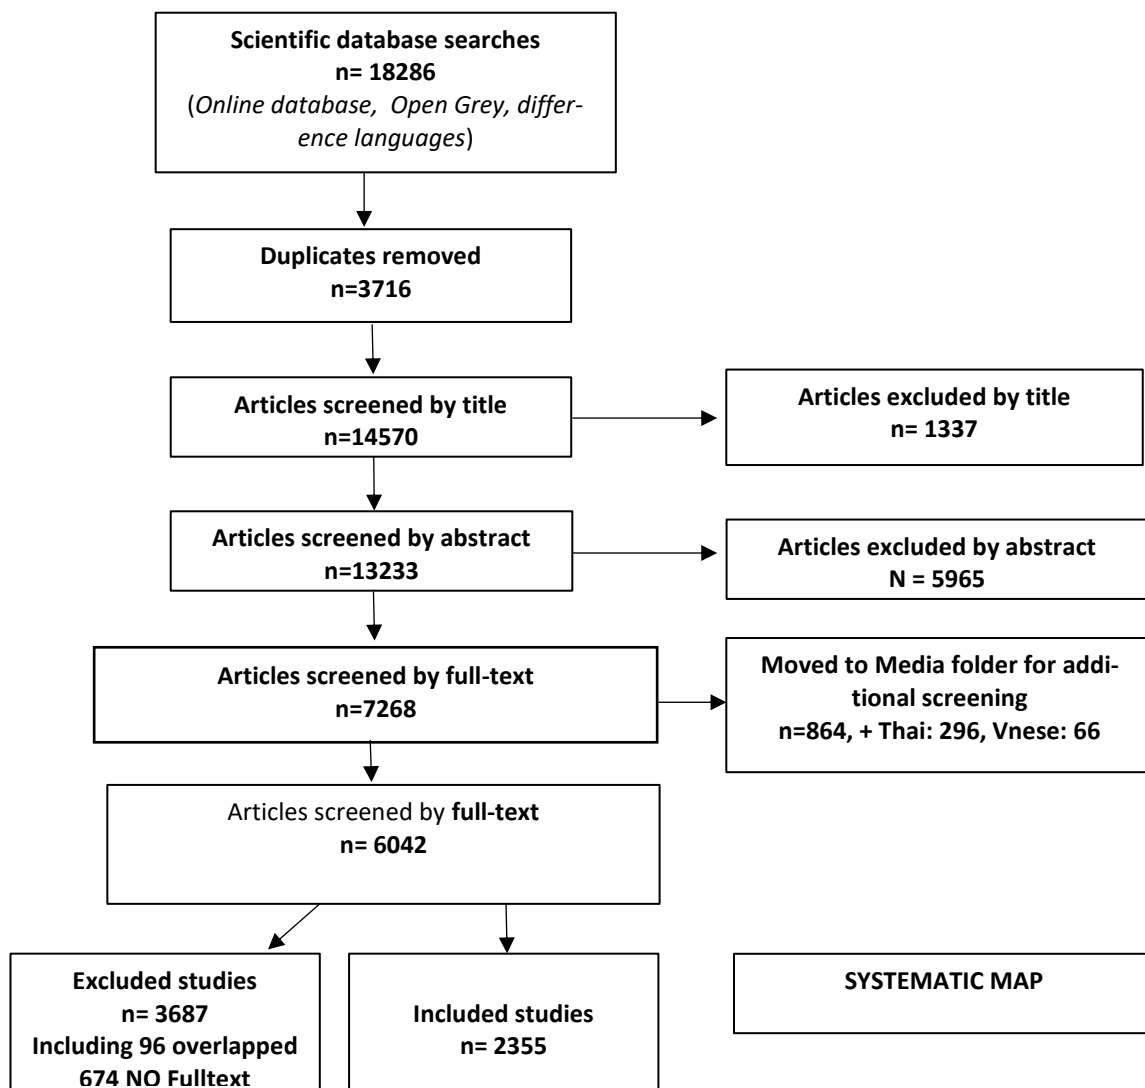 Scientific database searches
n= 18286
(Online database,  Open Grey, differ-
ence languages)
Duplicates removed
n=3716
Articles screened by title
n=14570
Articles excluded by title
n= 1337
Articles screened by abstract
n=13233
Articles excluded by abstract
N = 5965
Articles screened by full-text
n=7268
Moved to Media folder for addi-
tional screening
n=864, + Thai: 296, Vnese: 66
Articles screened by full-text
n= 6042
Excluded studies
n= 3687
Including 96 overlapped
674 NO Fulltext
Included studies
n= 2355
SYSTEMATIC MAP